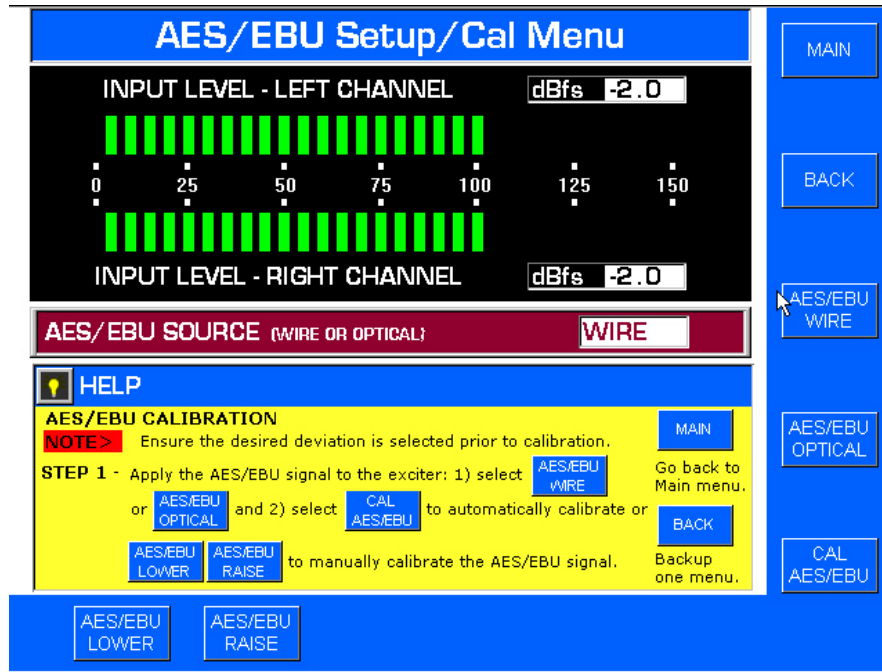 AES/EBU Setup/Cal Menu
INPUT LEVEL - LEFT CHANNEL dBfs -2.0
0 25 50 75 100 125 150
INPUT LEVEL - RIGHT CHANNEL dBfs -2.0
AES/EBU SOURCE (WIRE OR OPTICAL) WIRE
HELP
AES/EBU CALIBRATION
NOTE> Ensure the desired deviation is selected prior to calibration.
STEP 1 - Apply the AES/EBU signal to the exciter: 1) select AES/EBU WIRE
or AES/EBU OPTICAL and 2) select CAL AES/EBU to automatically calibrate or
AES/EBU LOWER AES/EBU RAISE to manually calibrate the AES/EBU signal.
MAIN
Go back to
Main menu.
BACK
Backup
one menu.
MAIN
BACK
AES/EBU
WIRE
AES/EBU
OPTICAL
CAL
AES/EBU
AES/EBU
LOWER
AES/EBU
RAISE